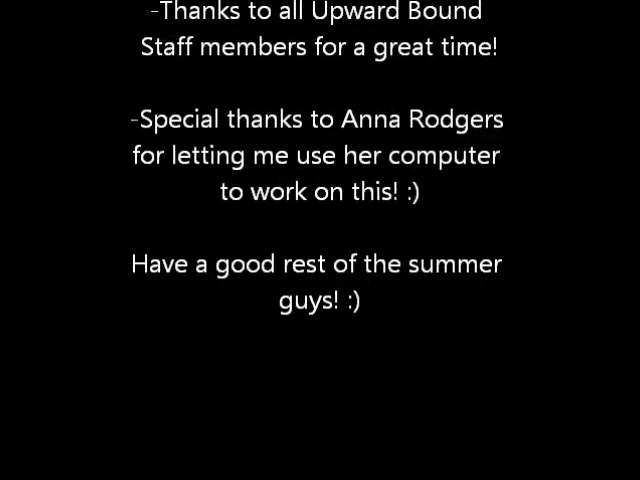 -Thanks to all Upward Bound
Staff members for a great time!
-Special thanks to Anna Rodgers
for letting me use her computer
to work on this! :)
Have a good rest of the summer
guys! :)